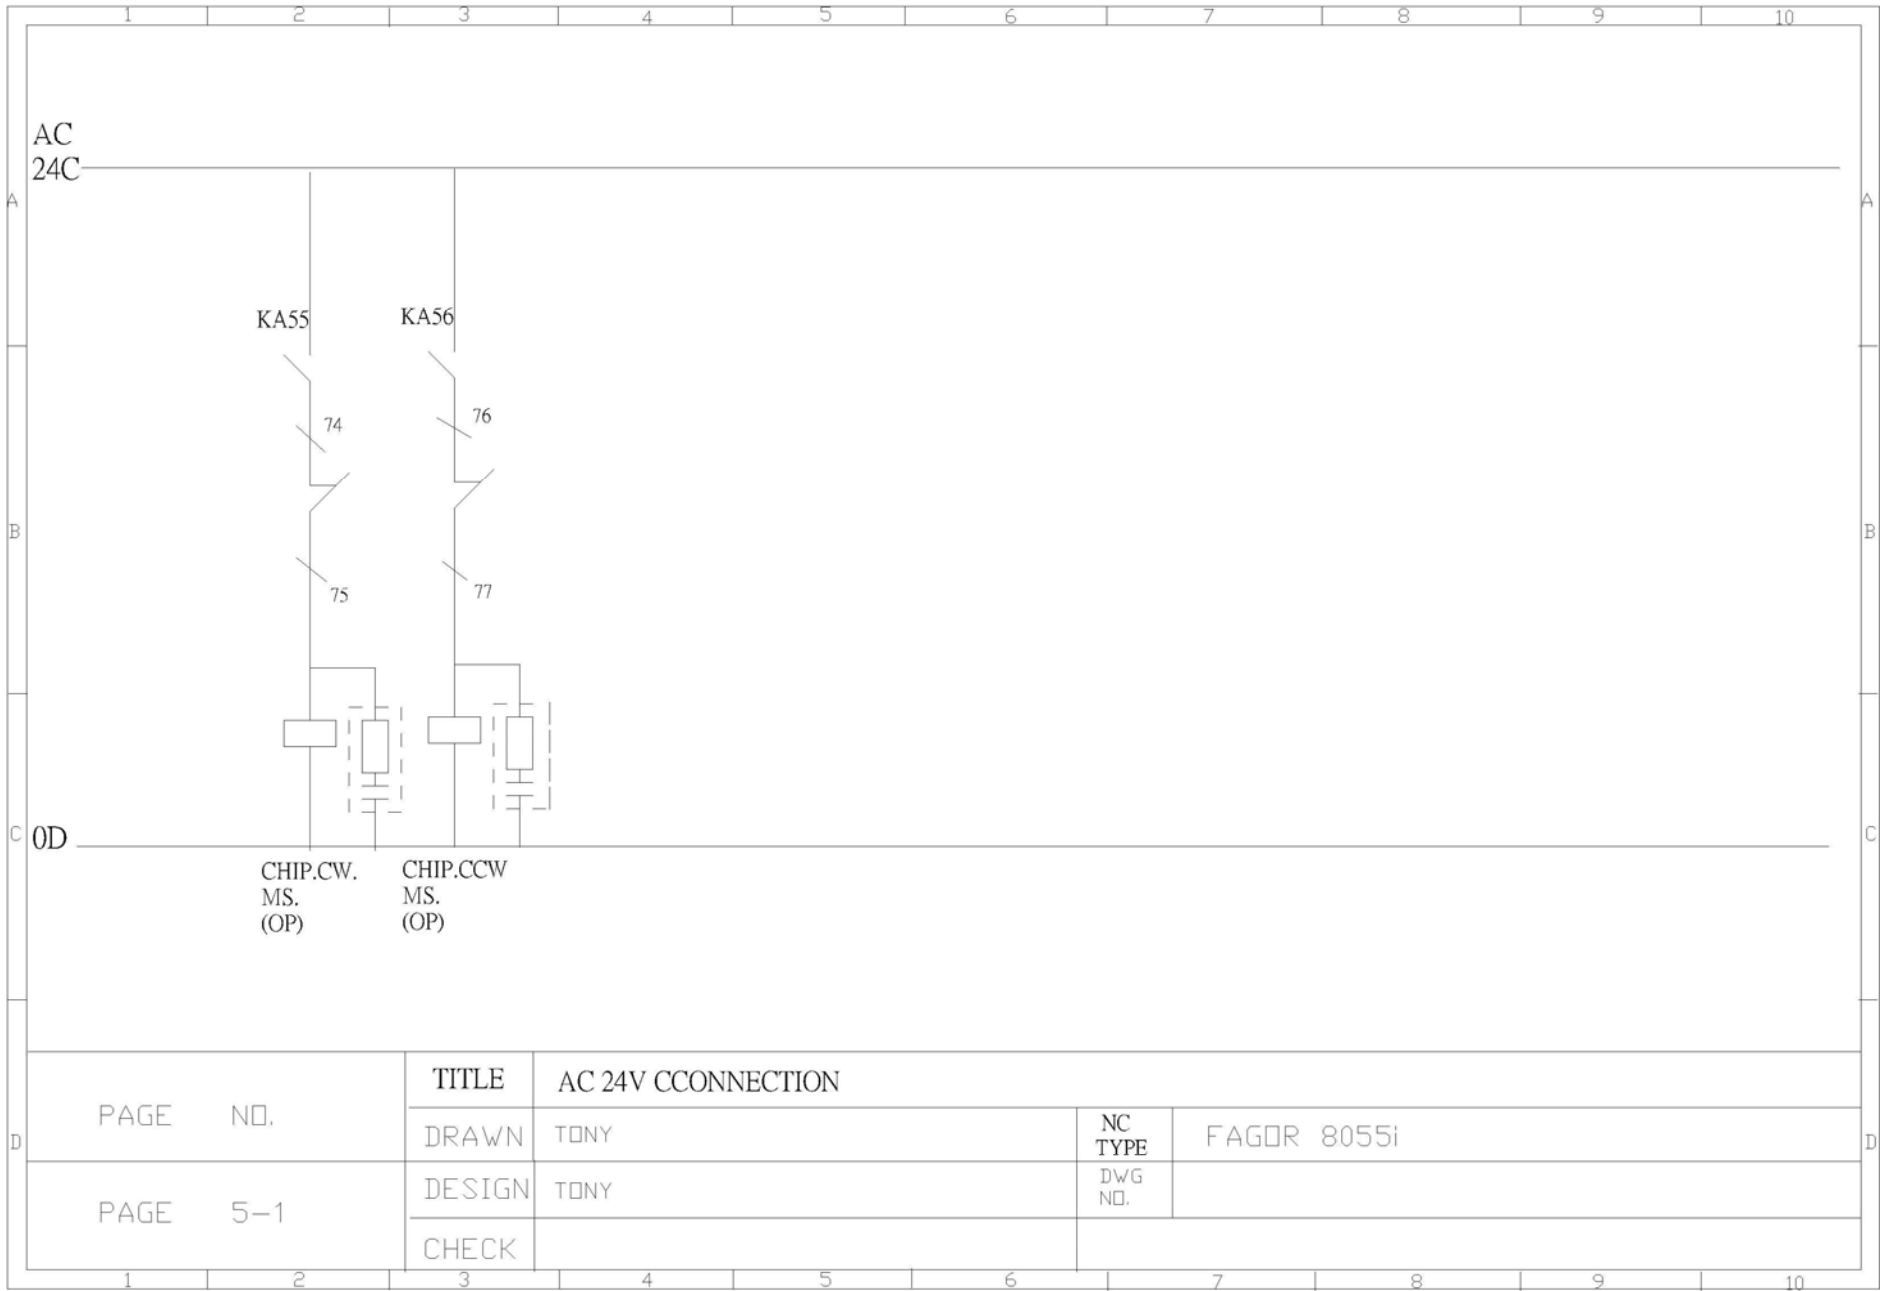 1 2 3 4 5 6 7 8 9 10
AC
24C
A A
KA55 KA56
74 76
B B
75 77
C 0D C
CHIP.CW. CHIP.CCW
MS. MS.
(OP) (OP)
TITLE AC 24V CCONNECTION
PAGE NO.
DRAWN TONY NC TYPE FAGOR 8055i
D D
DESIGN TONY DWG NO.
PAGE 5-1
CHECK
1 2 3 4 5 6 7 8 9 10